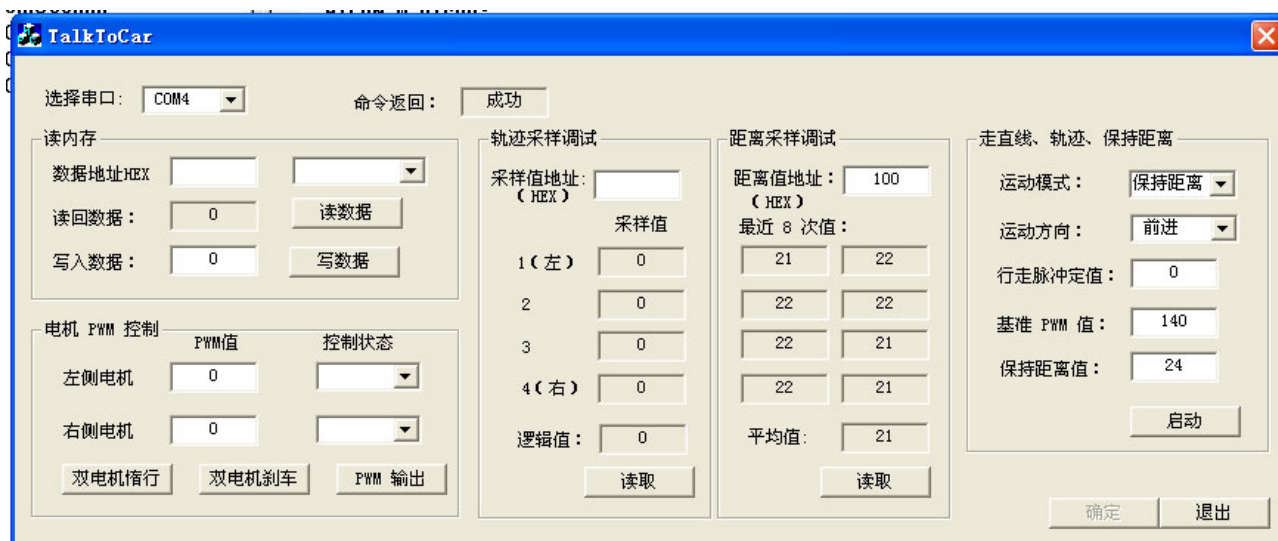 TalkToCar
选择串口: COM4 命令返回: 成功
读内存
数据地址HEX
读回数据: 0 读数据
写入数据: 0 写数据
电机 PWM 控制
PWM值 控制状态
左侧电机 0
右侧电机 0
双电机惰行 双电机刹车 PWM 输出
轨迹采样调试
采样值地址:
(HEX)
采样值
1(左) 0
2 0
3 0
4(右) 0
逻辑值: 0
读取
距离采样调试
距离值地址: 100
(HEX)
最近 8 次值:
21 22
22 22
22 21
22 21
平均值: 21
读取
走直线、轨迹、保持距离
运动模式: 保持距离
运动方向: 前进
行走脉冲定值: 0
基准 PWM 值: 140
保持距离值: 24
启动
确定 退出